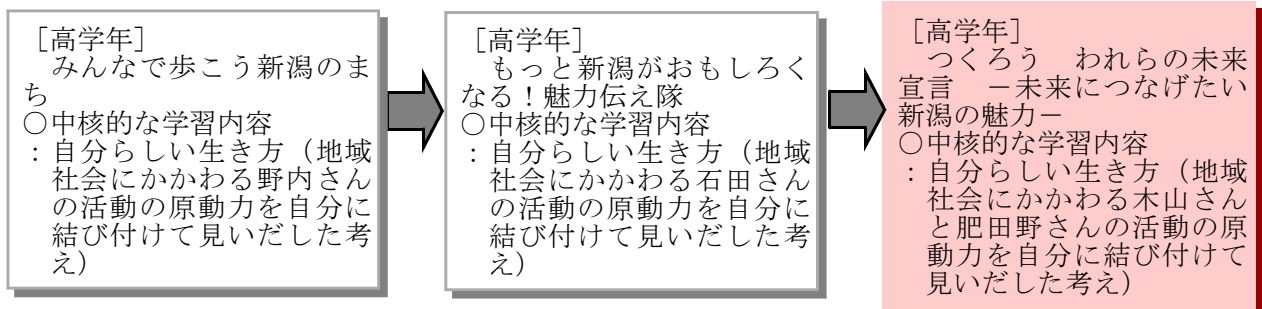 ［高学年］
みんなで歩こう新潟のま
ち
○中核的な学習内容
：自分らしい生き方（地域
社会にかかわる野内さん
の活動の原動力を自分に
結び付けて見いだした考
え）
［高学年］
もっと新潟がおもしろく
なる！魅力伝え隊
○中核的な学習内容
：自分らしい生き方（地域
社会にかかわる石田さん
の活動の原動力を自分に
結び付けて見いだした考
え）
［高学年］
つくろう　われらの未来
宣言　－未来につなげたい
新潟の魅力－
○中核的な学習内容
：自分らしい生き方（地域
社会にかかわる木山さん
と肥田野さんの活動の原
動力を自分に結び付けて
見いだした考え）